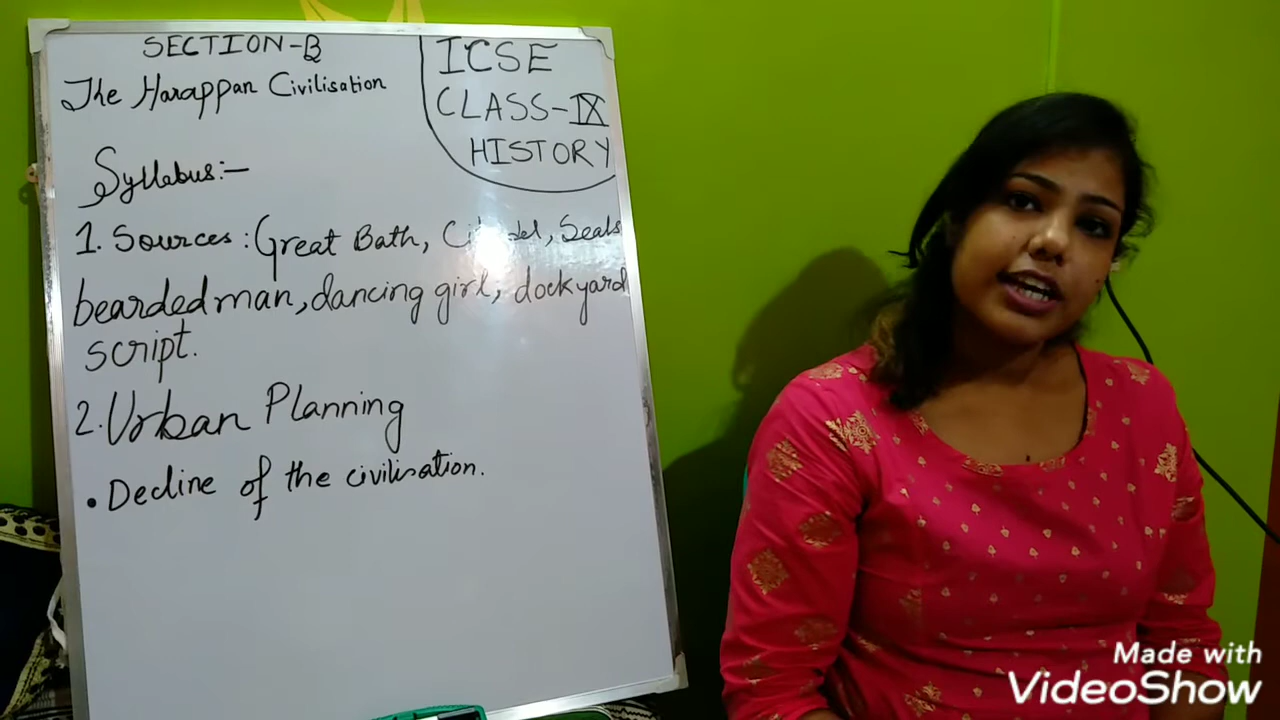 SECTION-B
The Harappan Civilisation
ICSE
CLASS-IX
HISTORY
Syllabus:-
1. Sources: Great Bath, Citadel, Seals
bearded man, dancing girl, dockyard
script.
2. Urban Planning
• Decline of the civilisation.
Made with
VideoShow